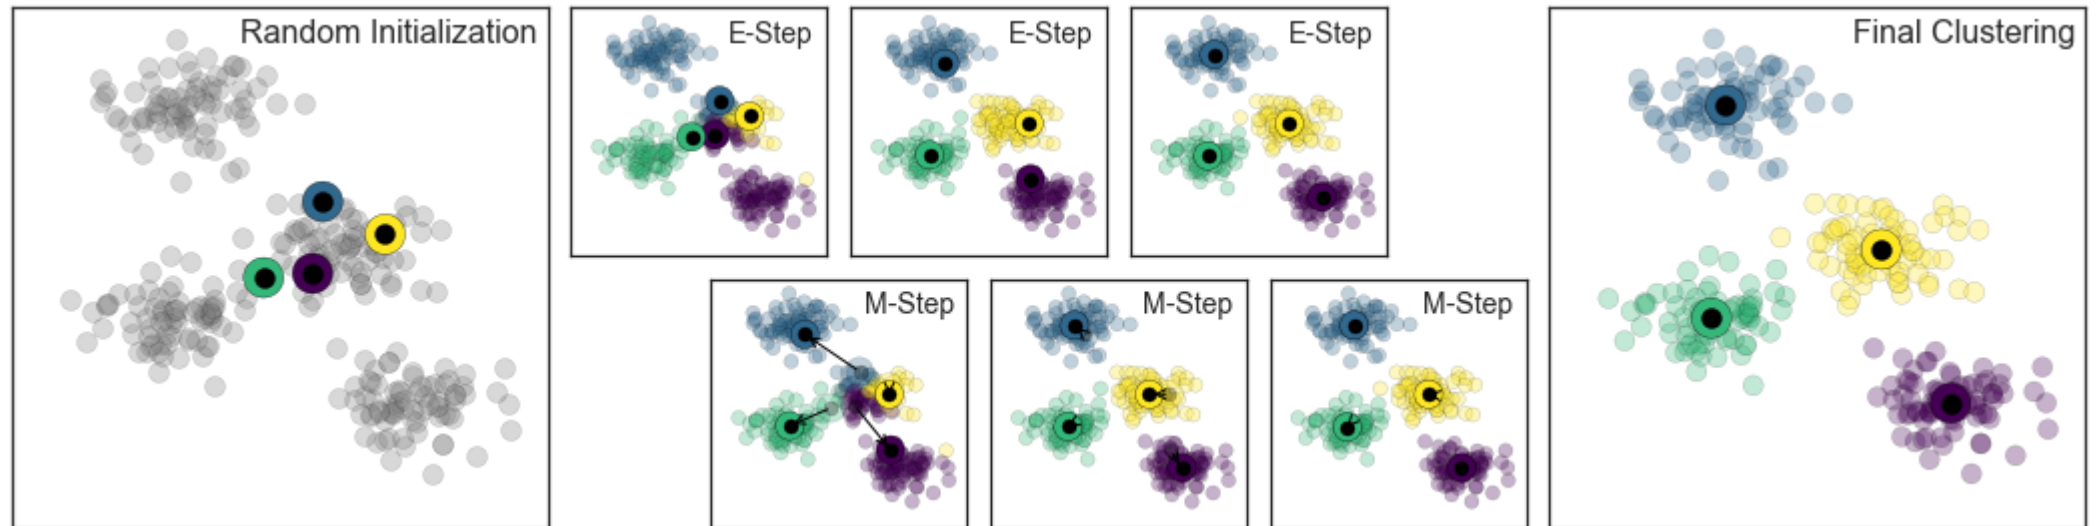 Random Initialization
E-Step
E-Step
E-Step
M-Step
M-Step
M-Step
Final Clustering